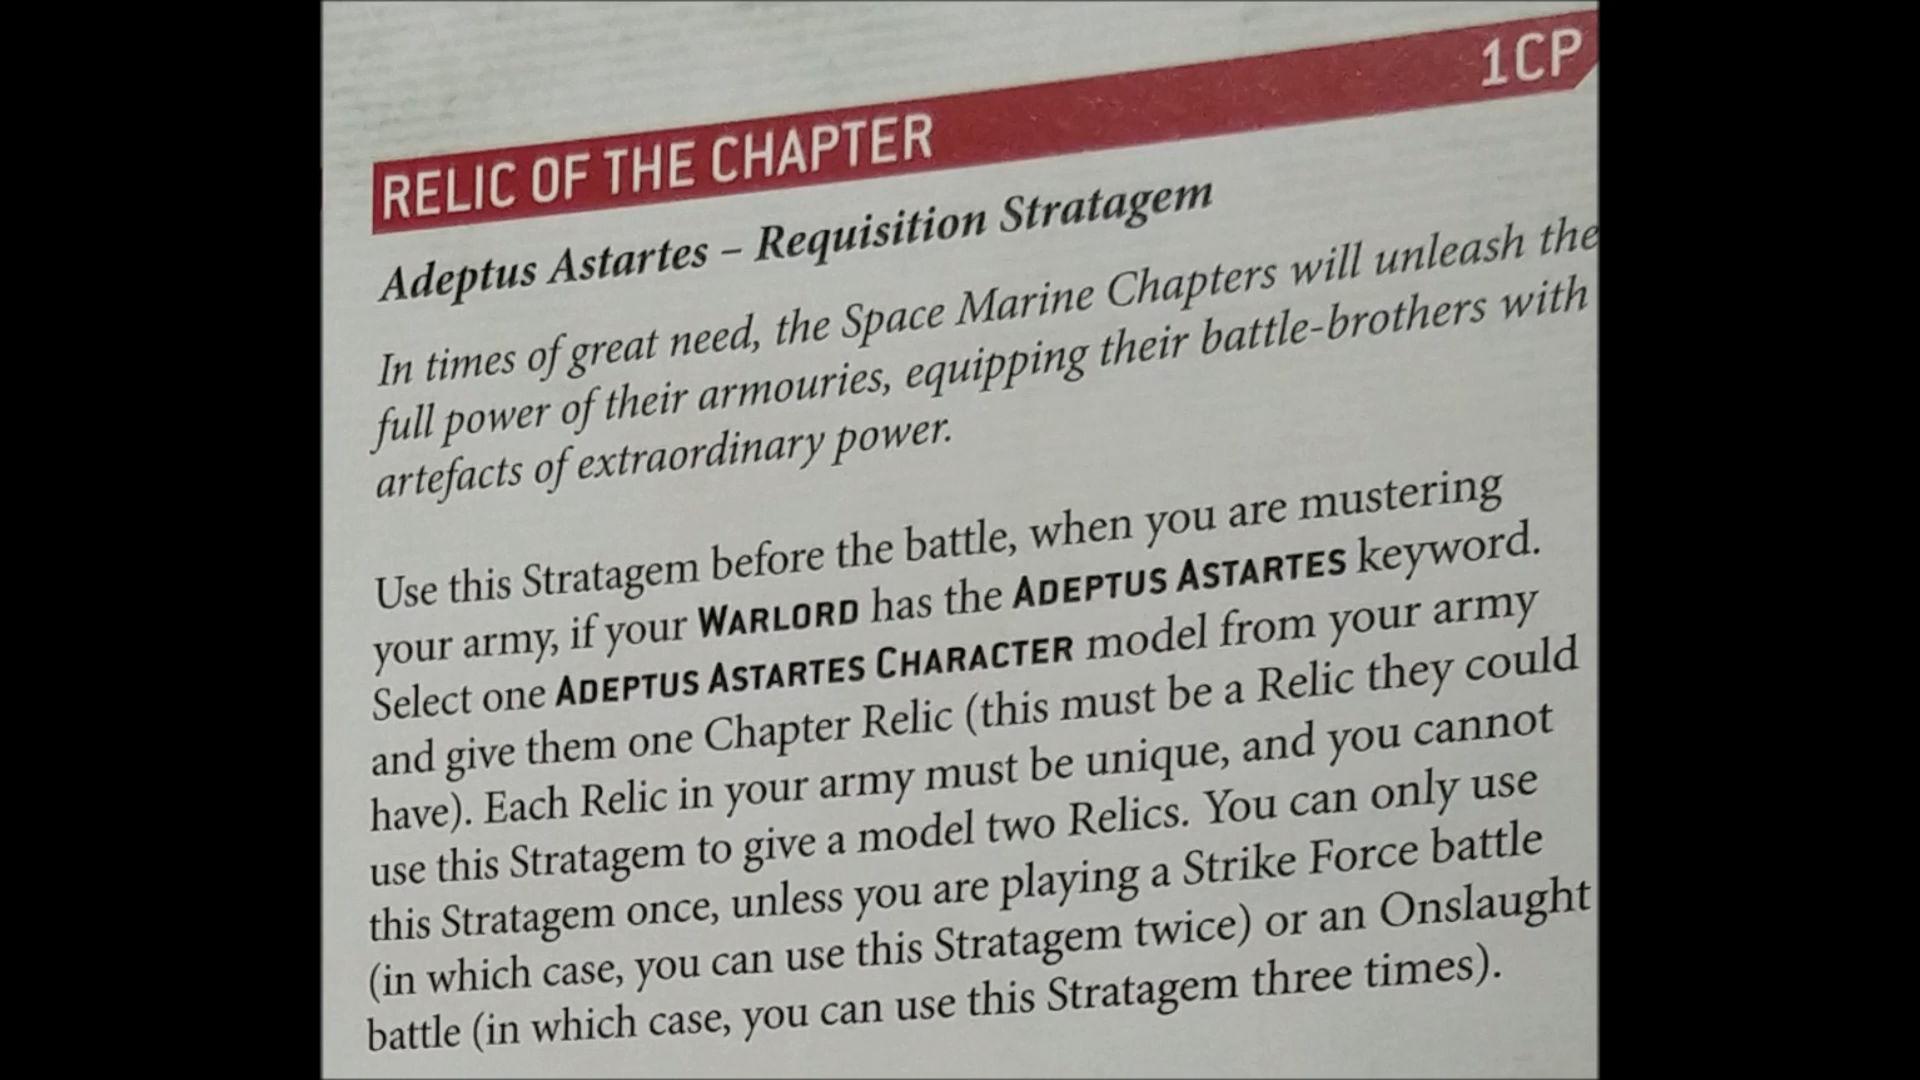 1CP
RELIC OF THE CHAPTER
Adeptus Astartes – Requisition Stratagem
In times of great need, the Space Marine Chapters will unleash the
full power of their armouries, equipping their battle-brothers with
artefacts of extraordinary power.
Use this Stratagem before the battle, when you are mustering
your army, if your WARLORD has the ADEPTUS ASTARTES keyword.
Select one ADEPTUS ASTARTES CHARACTER model from your army
and give them one Chapter Relic (this must be a Relic they could
have). Each Relic in your army must be unique, and you cannot
use this Stratagem to give a model two Relics. You can only use
this Stratagem once, unless you are playing a Strike Force battle
(in which case, you can use this Stratagem twice) or an Onslaught
battle (in which case, you can use this Stratagem three times).